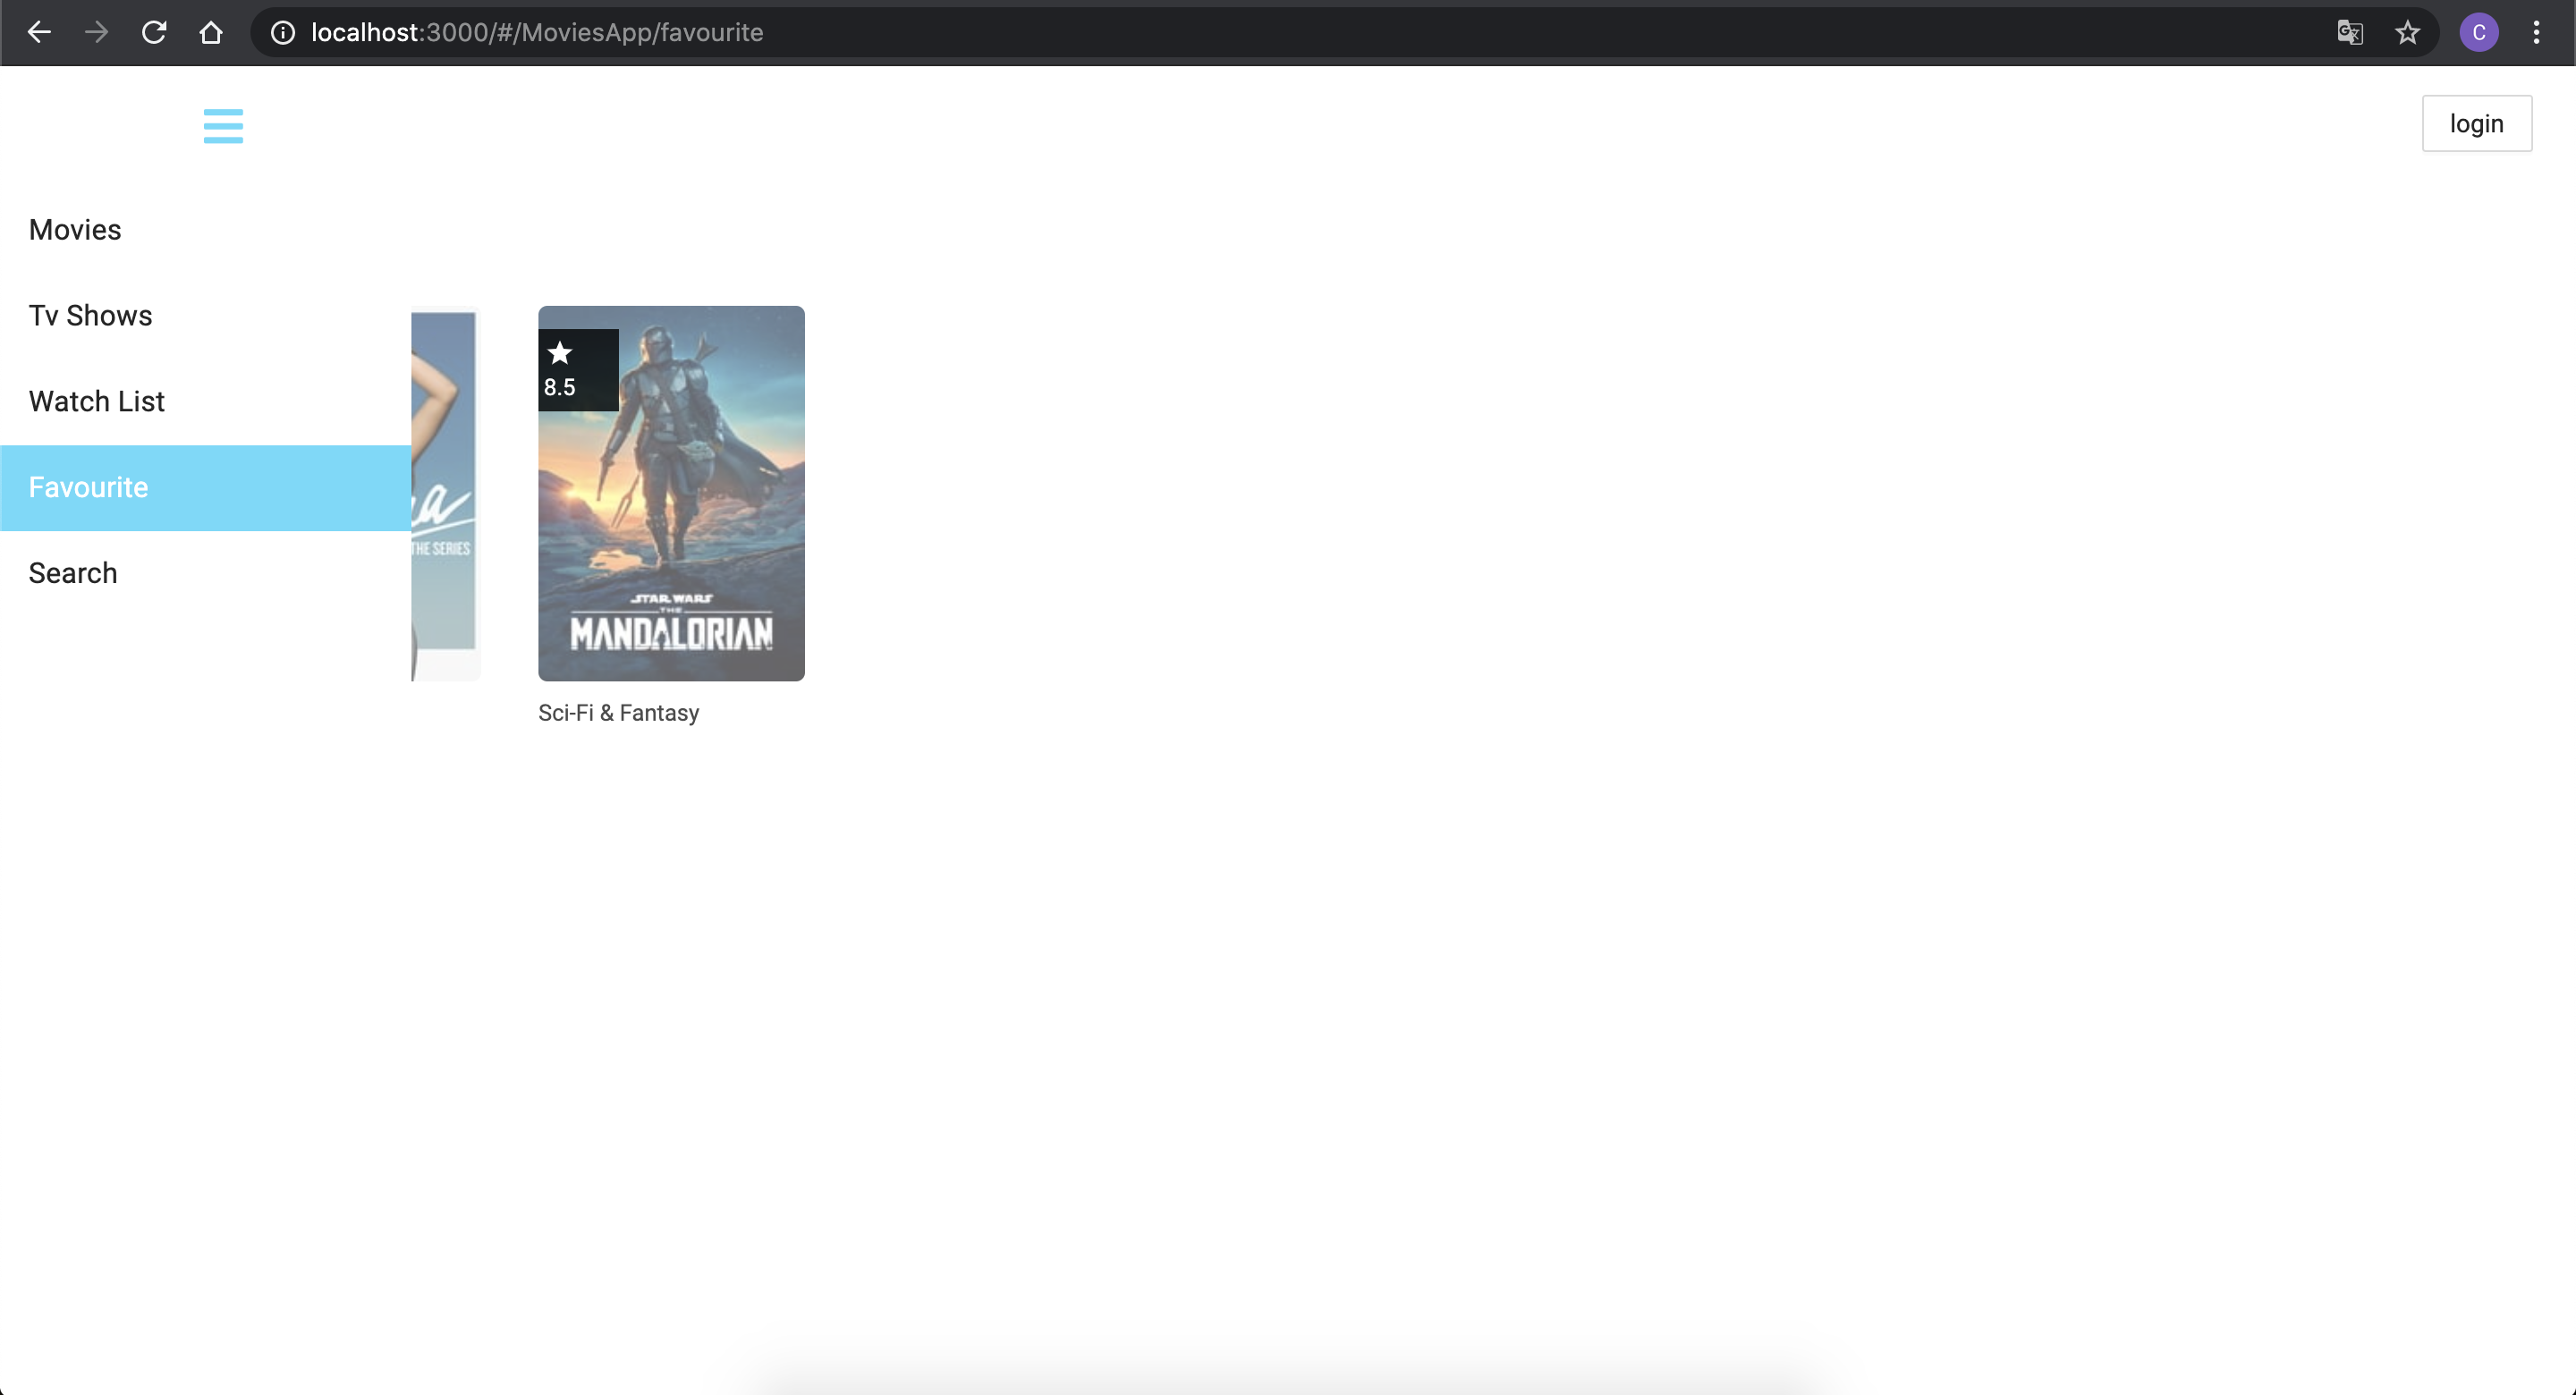 localhost:3000/#/MoviesApp/favourite
C
login
Movies
Tv Shows
Watch List
Favourite
Search
THE SERIES
8.5
STAR WARS
THE
MANDALORIAN
Sci-Fi & Fantasy